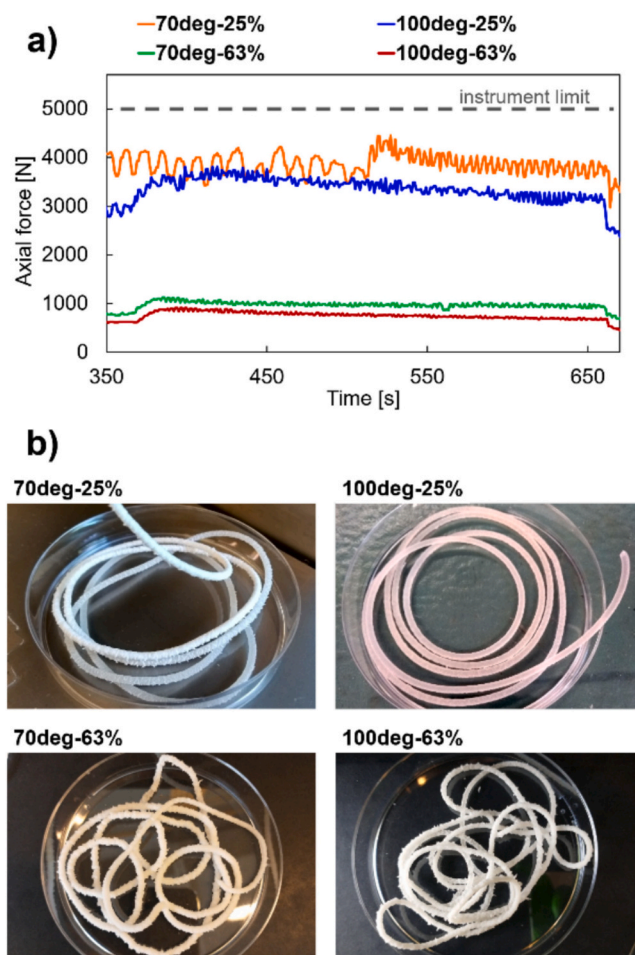 a)
70deg-25% 100deg-25%
70deg-63% 100deg-63%
5000
4000
3000
2000
1000
0
Axial force [N]
instrument limit
350 450 550 650
Time [s]
b)
70deg-25% 100deg-25%
70deg-63% 100deg-63%